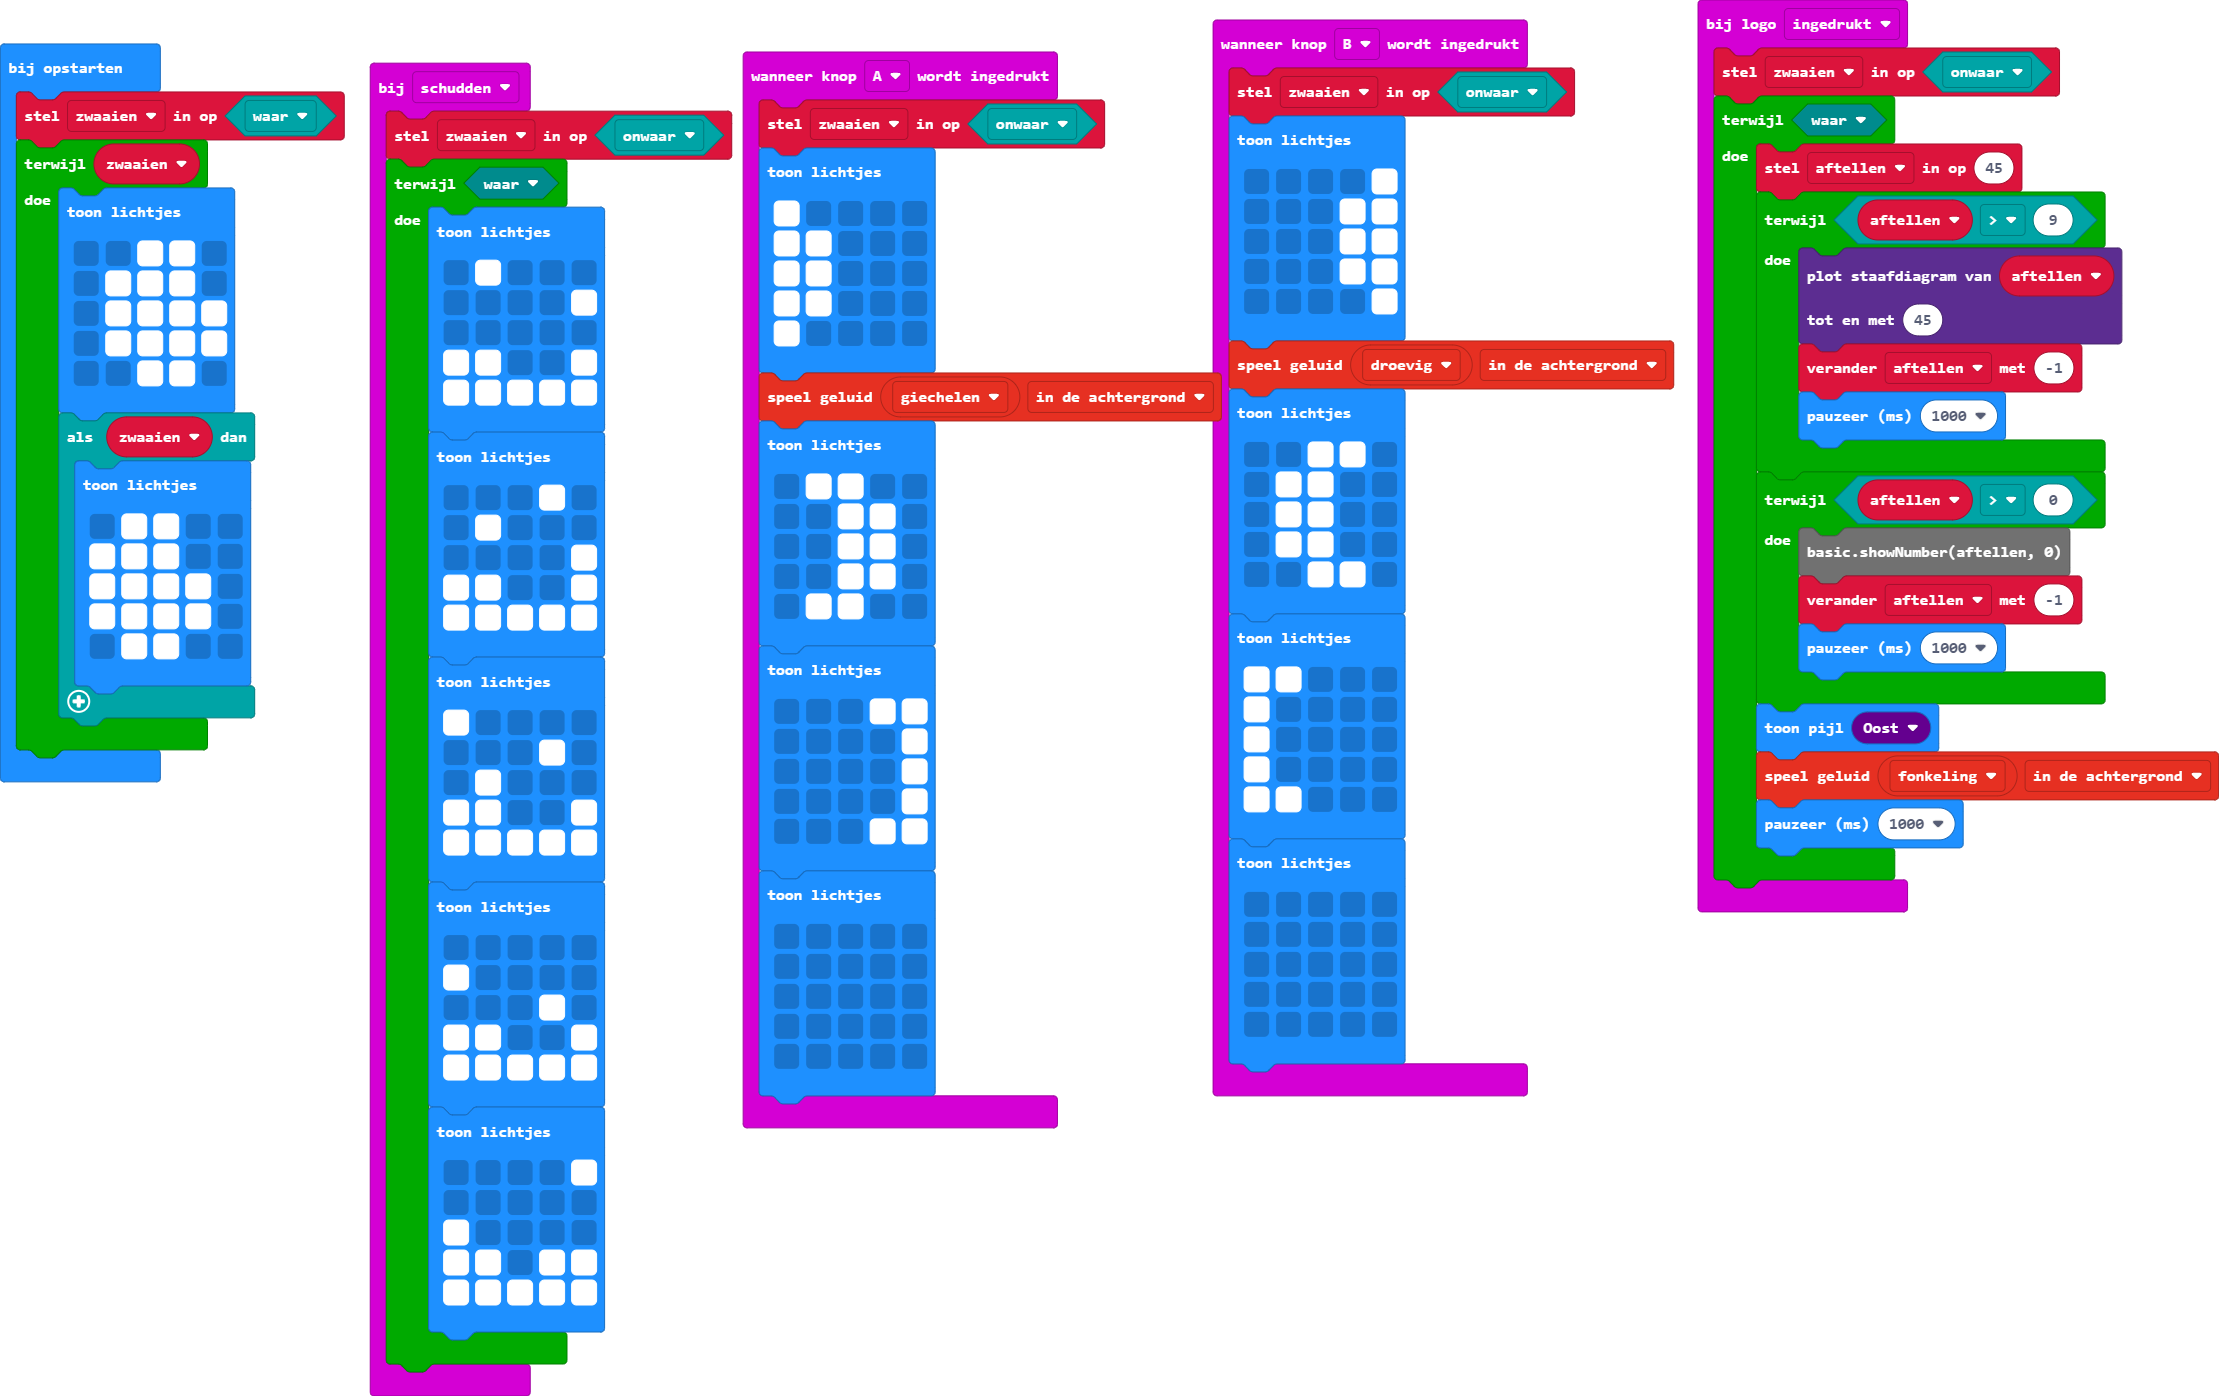 bij opstarten
stel zwaaien in op waar
terwijl zwaaien
doe
toon lichtjes
als zwaaien dan
toon lichtjes
bij schudden
stel zwaaien in op onwaar
terwijl waar
doe
toon lichtjes
toon lichtjes
toon lichtjes
toon lichtjes
toon lichtjes
wanneer knop A wordt ingedrukt
stel zwaaien in op onwaar
toon lichtjes
speel geluid giechelen in de achtergrond
toon lichtjes
toon lichtjes
toon lichtjes
wanneer knop B wordt ingedrukt
stel zwaaien in op onwaar
toon lichtjes
speel geluid droevig in de achtergrond
toon lichtjes
toon lichtjes
toon lichtjes
bij logo ingedrukt
stel zwaaien in op onwaar
terwijl waar
doe
stel aftellen in op 45
terwijl aftellen > 9
doe
plot staafdiagram van aftellen
tot en met 45
verander aftellen met -1
pauzeer (ms) 1000
terwijl aftellen > 0
doe
basic.showNumber(aftellen, 0)
verander aftellen met -1
pauzeer (ms) 1000
toon pijl Oost
speel geluid fonkeling in de achtergrond
pauzeer (ms) 1000